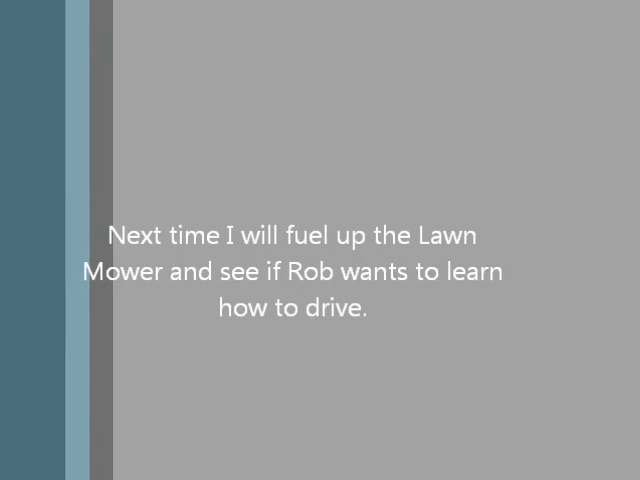 Next time I will fuel up the Lawn
Mower and see if Rob wants to learn
how to drive.